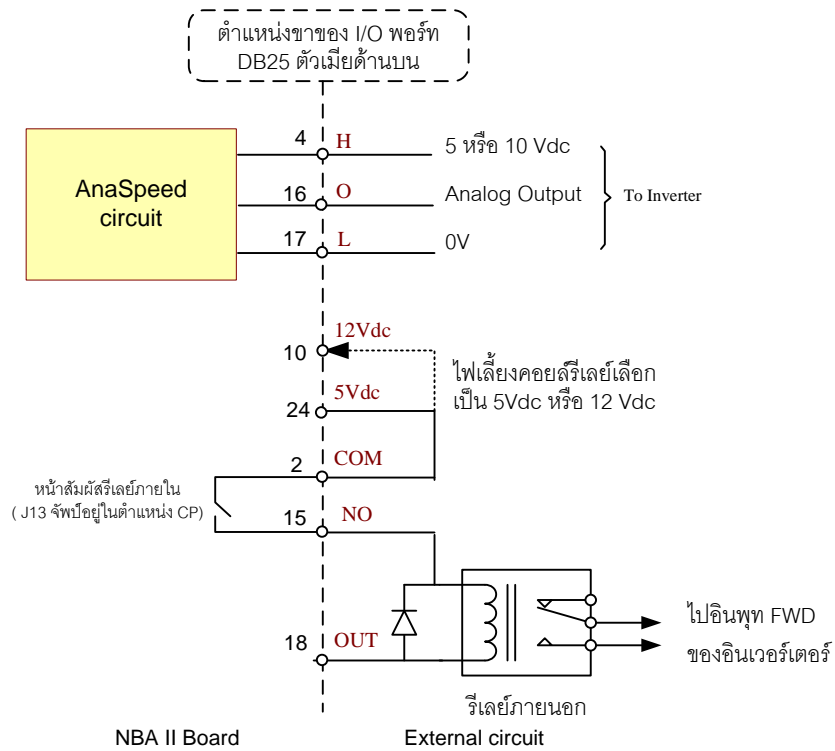 ตำแหน่งขาของ I/O พอร์ท
DB25 ตัวเมียด้านบน
AnaSpeed
circuit
4 H 5 หรือ 10 Vdc
16 O Analog Output
To Inverter
17 L 0V
12Vdc
10
ไฟเลี้ยงคอยล์รีเลย์เลือก
เป็น 5Vdc หรือ 12 Vdc
5Vdc
24
2 COM
หน้าสัมผัสรีเลย์ภายใน
( J13 จัพป์อยู่ในตำแหน่ง CP)
15 NO
ไปอินพุท FWD
ของอินเวอร์เตอร์
18 OUT
รีเลย์ภายนอก
NBA II Board External circuit